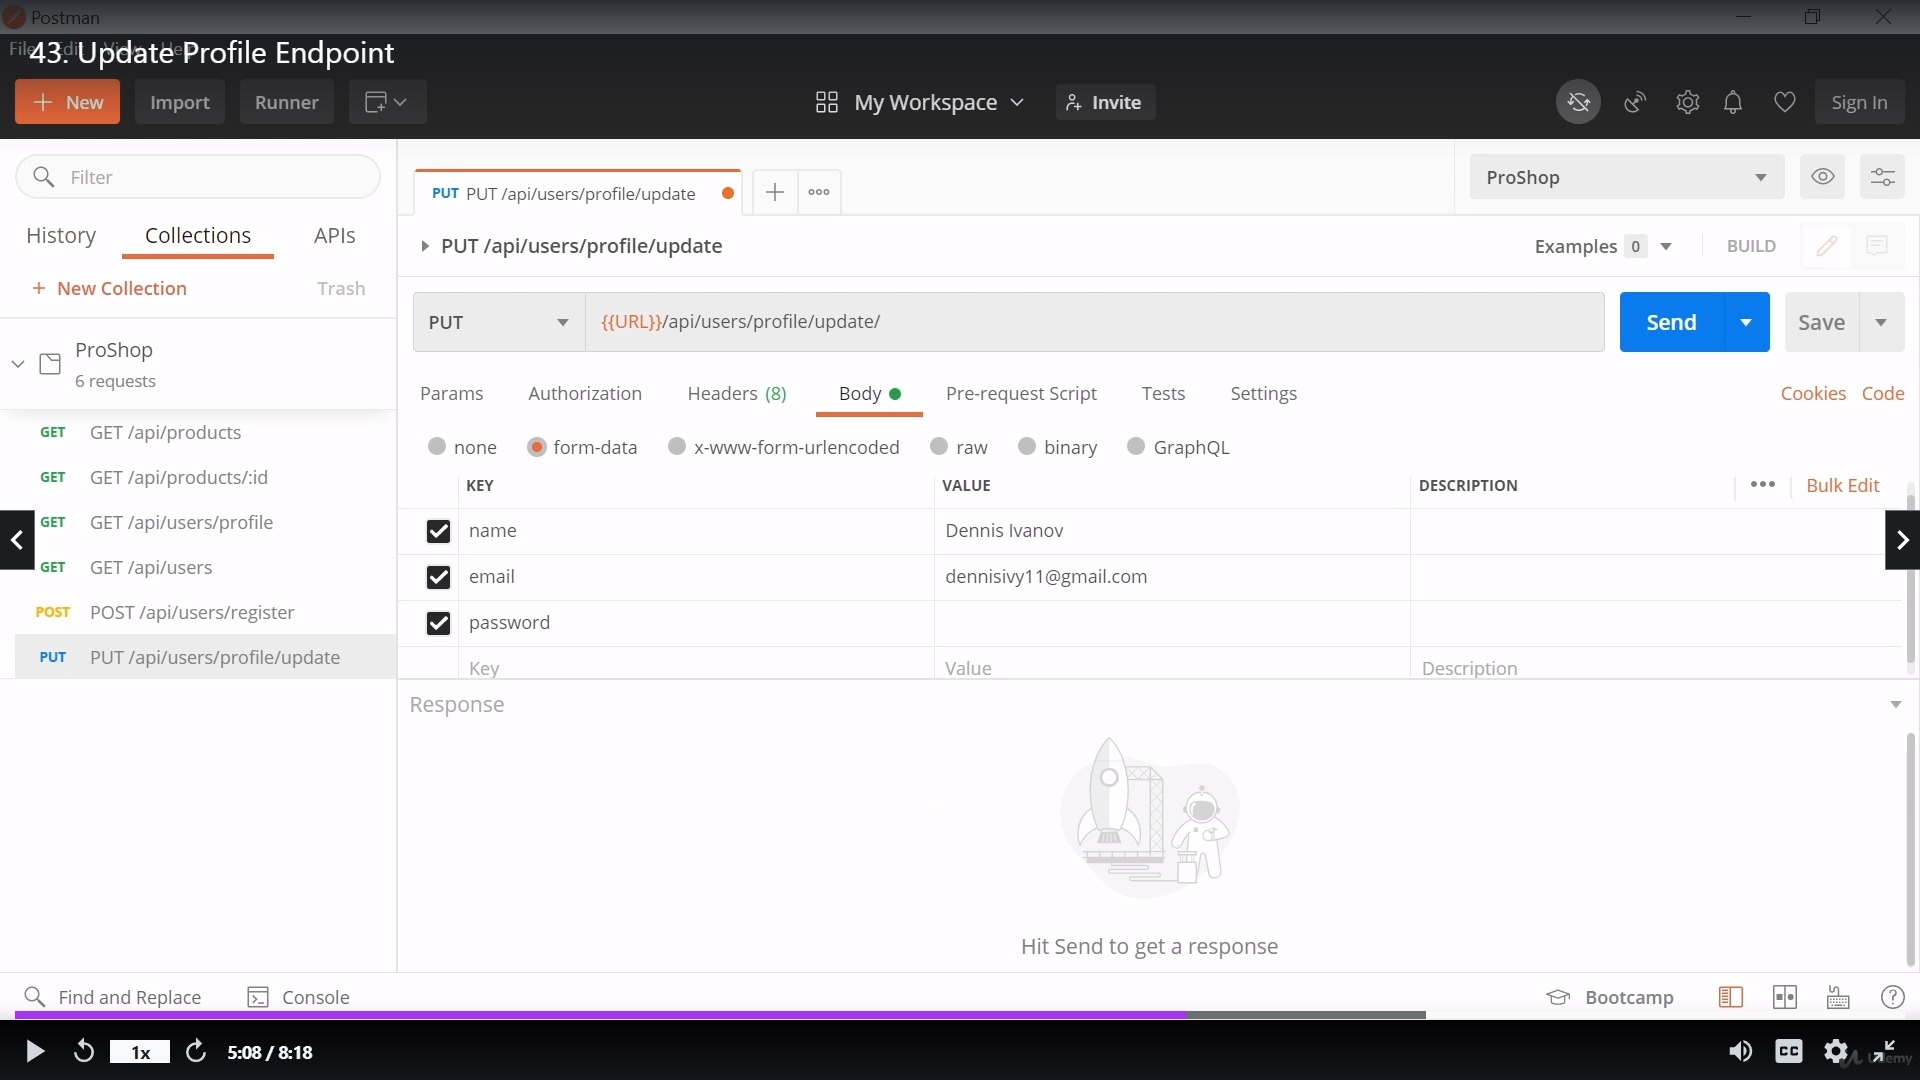 Postman
File Edit View Help
43. Update Profile Endpoint
New Import Runner My Workspace Invite Sign In
Filter
PUT PUT /api/users/profile/update
ProShop
History Collections APIs
PUT /api/users/profile/update
Examples 0 BUILD
+ New Collection Trash
PUT {{URL}}/api/users/profile/update/ Send Save
ProShop
6 requests
Params Authorization Headers (8) Body Pre-request Script Tests Settings Cookies Code
none form-data x-www-form-urlencoded raw binary GraphQL
KEY VALUE DESCRIPTION Bulk Edit
name Dennis Ivanov
email dennisivy11@gmail.com
password
Key Value Description
GET GET /api/products
GET GET /api/products/:id
GET GET /api/users/profile
GET GET /api/users
POST POST /api/users/register
PUT PUT /api/users/profile/update
Response
Hit Send to get a response
Find and Replace Console Bootcamp
1x 5:08 / 8:18 CC
Udemy